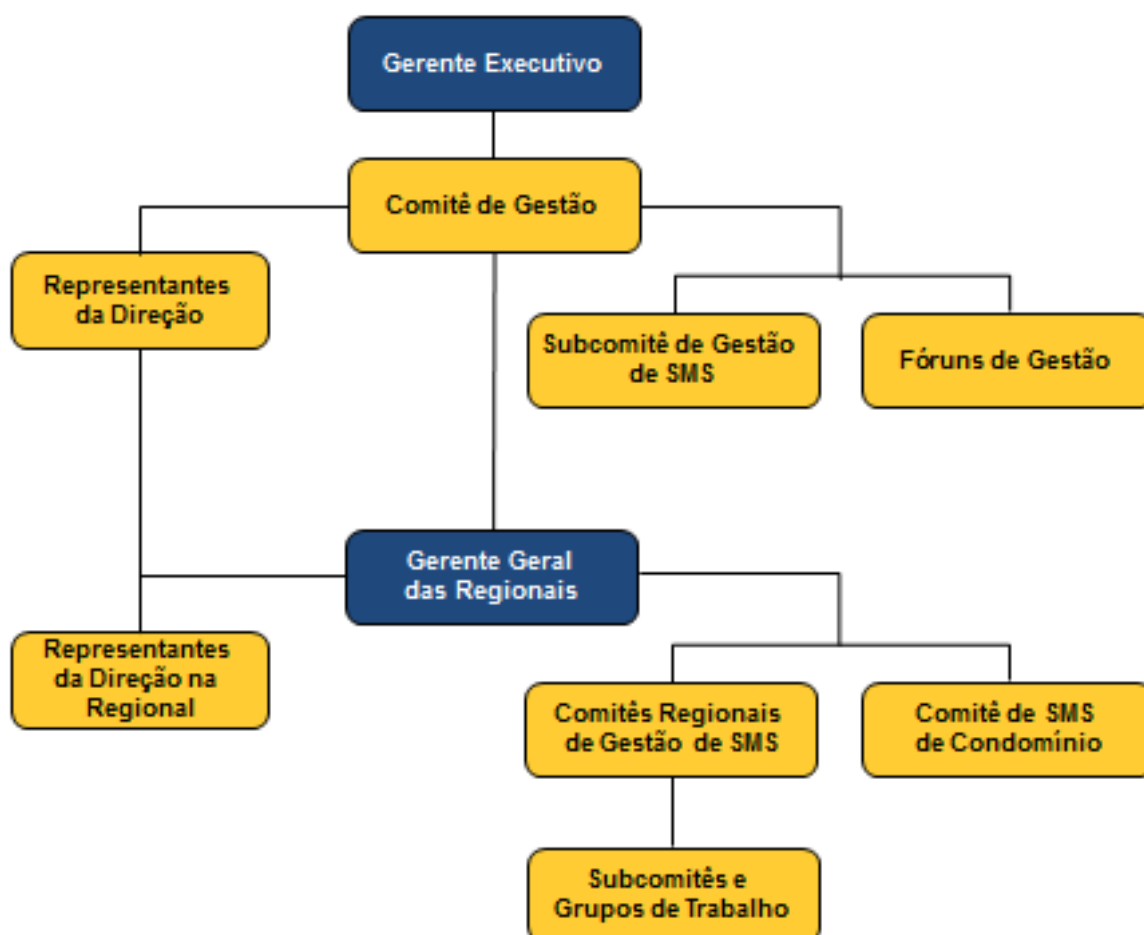 Gerente Executivo
Comitê de Gestão
Representantes
da Direção
Subcomitê de Gestão
de SMS
Fóruns de Gestão
Gerente Geral
das Regionais
Representantes
da Direção na
Regional
Comitês Regionais
de Gestão de SMS
Comitê de SMS
de Condomínio
Subcomitês e
Grupos de Trabalho